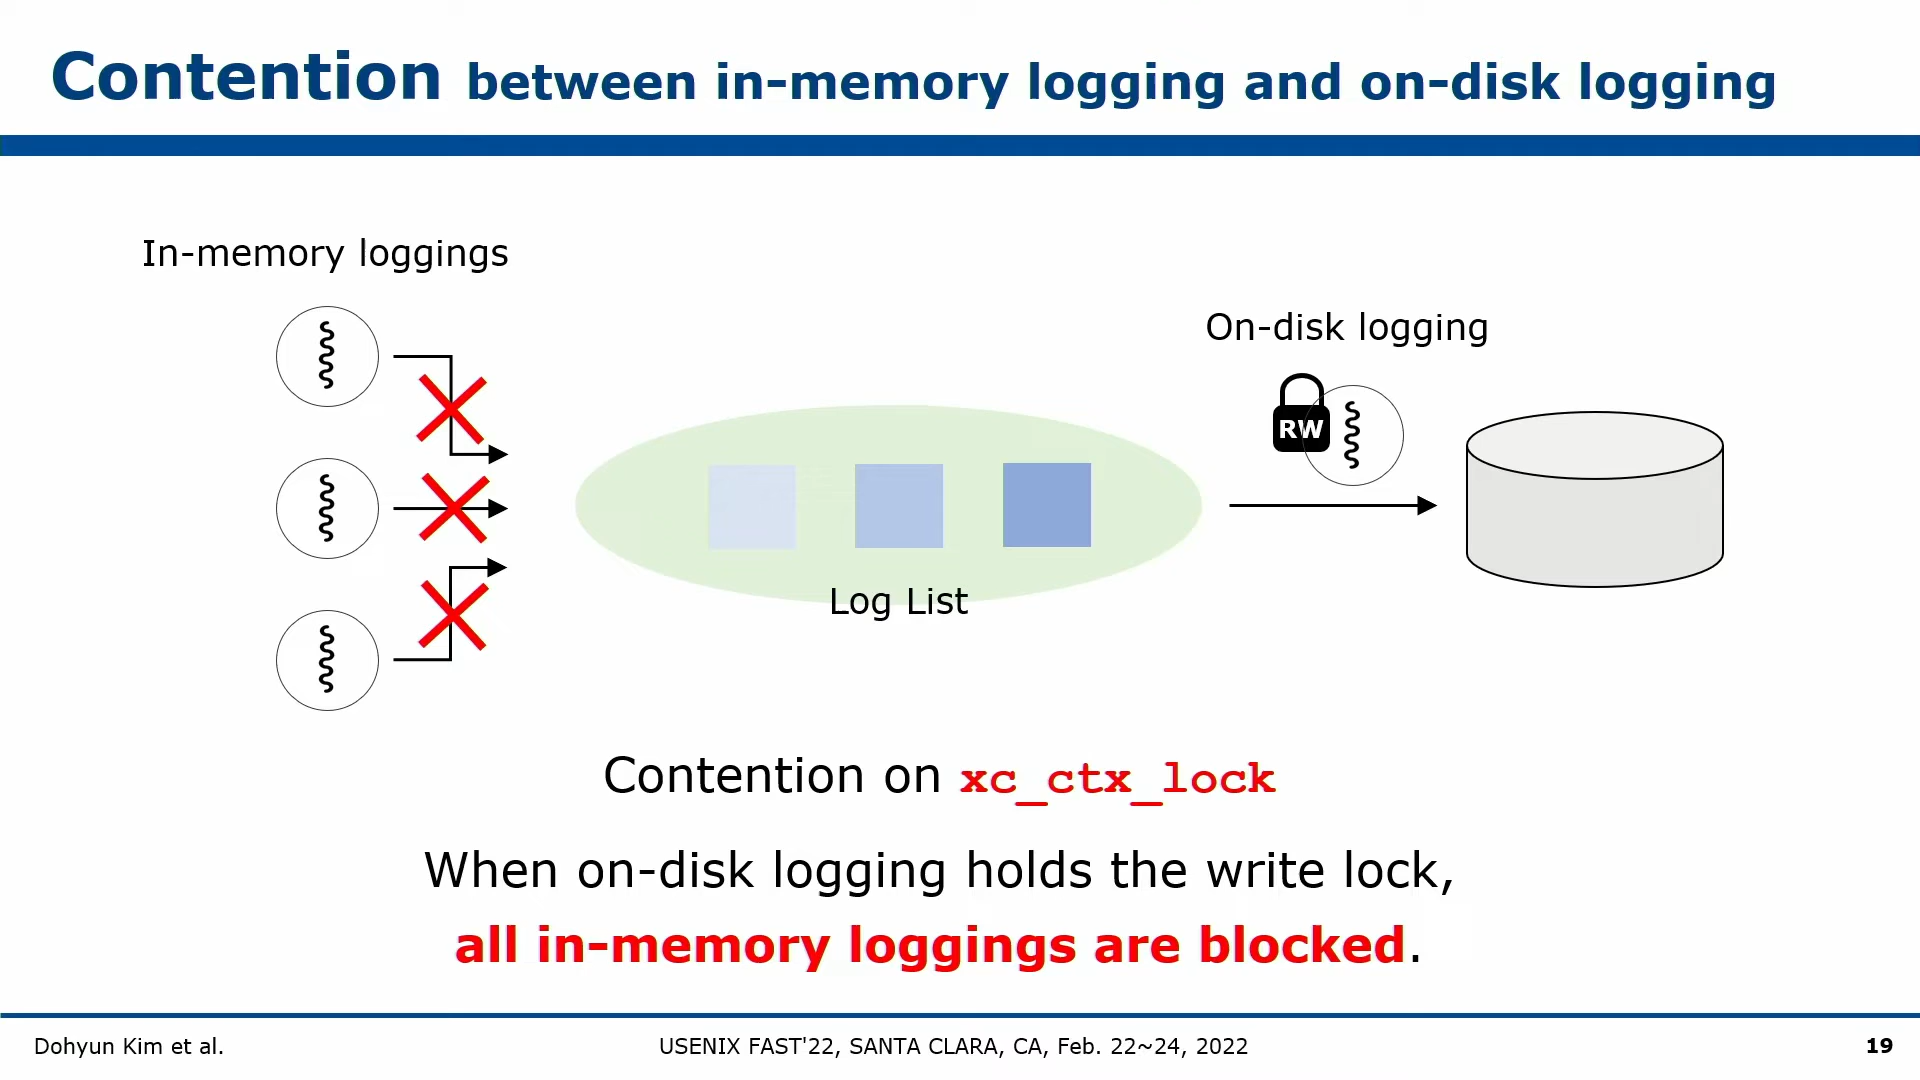 Contention between in-memory logging and on-disk logging
In-memory loggings
On-disk logging
RW
Log List
Contention on xc_ctx_lock
When on-disk logging holds the write lock,
all in-memory loggings are blocked.
Dohyun Kim et al.
USENIX FAST'22, SANTA CLARA, CA, Feb. 22~24, 2022
19